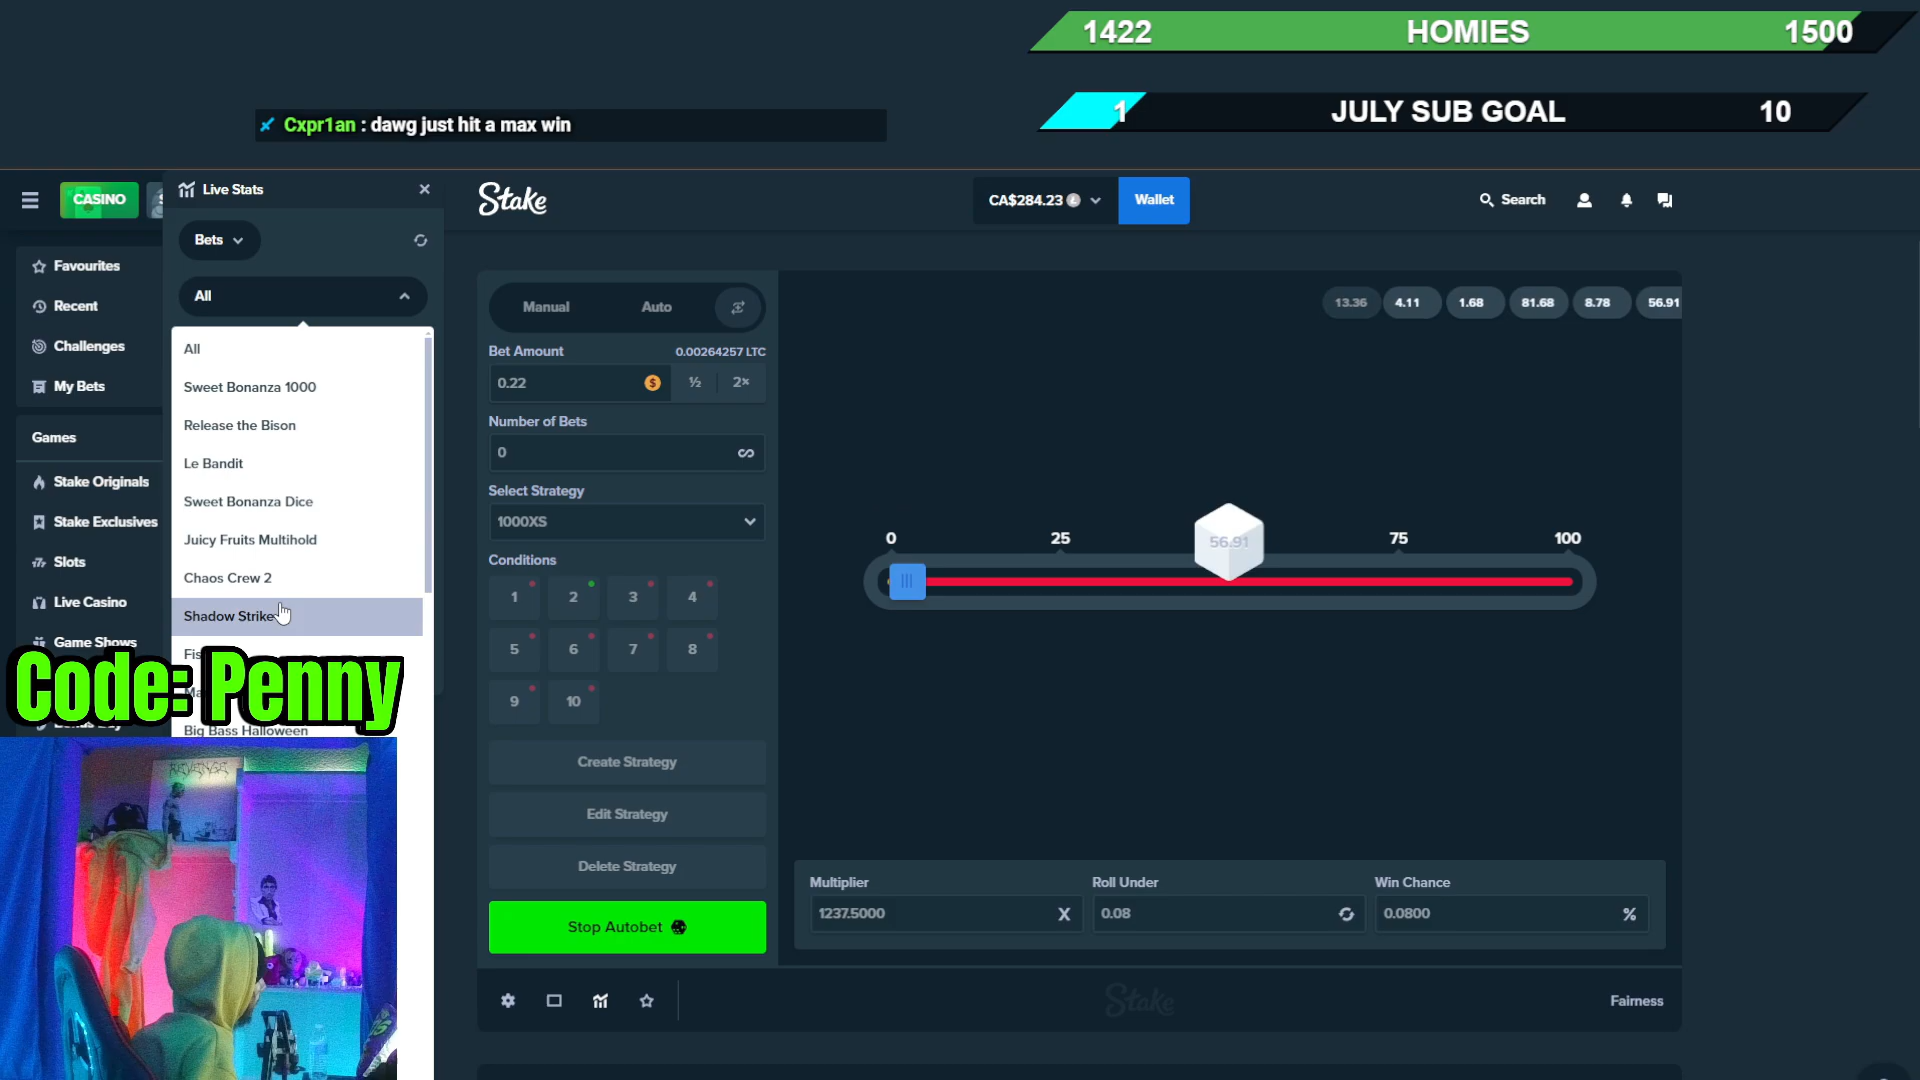 1422 HOMIES 1500
1 JULY SUB GOAL 10
Cxpr1an : dawg just hit a max win
CASINO
Live Stats
Stake
CA$284.23
Wallet
Search
Bets
All
Favourites
Recent
Challenges
My Bets
Games
Stake Originals
Stake Exclusives
Slots
Live Casino
Game Shows
All
Sweet Bonanza 1000
Release the Bison
Le Bandit
Sweet Bonanza Dice
Juicy Fruits Multihold
Chaos Crew 2
Shadow Strike
Big Bass Halloween
Code: Penny
REVENGE
Manual
Auto
Bet Amount
0.00264257 LTC
0.22
½
2×
Number of Bets
0
Select Strategy
1000XS
Conditions
1 2 3 4
5 6 7 8
9 10
Create Strategy
Edit Strategy
Delete Strategy
Stop Autobet
13.36 4.11 1.68 81.68 8.78 56.91
0 25 75 100
56.91
Multiplier
1237.5000 X
Roll Under
0.08
Win Chance
0.0800 %
Stake
Fairness